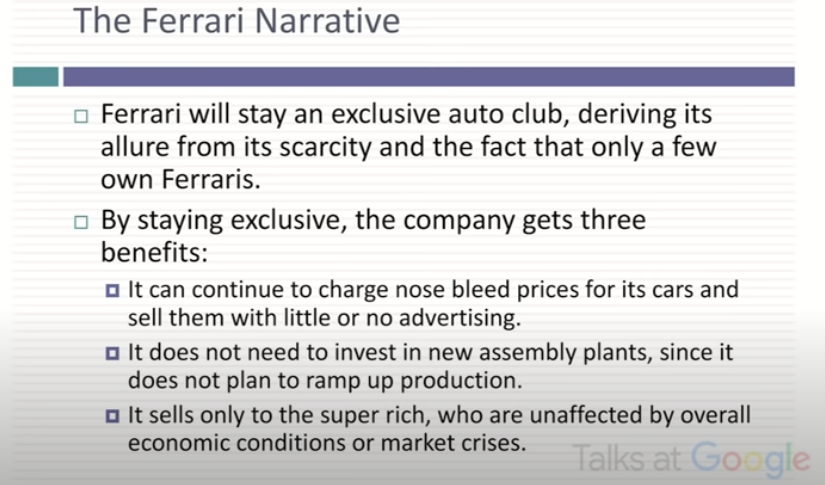 The Ferrari Narrative
Ferrari will stay an exclusive auto club, deriving its
allure from its scarcity and the fact that only a few
own Ferraris.
By staying exclusive, the company gets three
benefits:
It can continue to charge nose bleed prices for its cars and
sell them with little or no advertising.
It does not need to invest in new assembly plants, since it
does not plan to ramp up production.
It sells only to the super rich, who are unaffected by overall
economic conditions or market crises.
Talks at Google